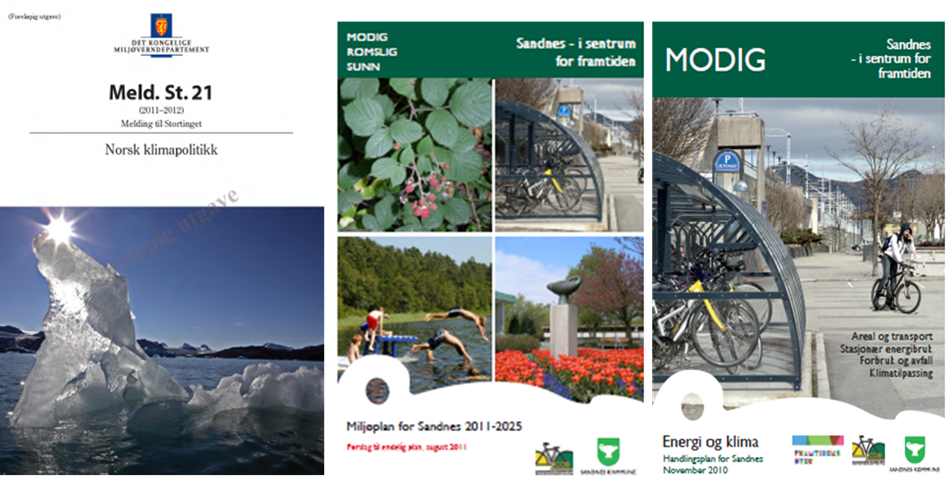 (Foreløpig utgave)
DET KONGELIGE
MILJØVERNDEPARTEMENT
Meld. St. 21
(2011–2012)
Melding til Stortinget
Norsk klimapolitikk
Foreløpig utgave
MODIG
ROMSLIG
SUNN
Sandnes - i sentrum
for framtiden
Miljøplan for Sandnes 2011-2025
Forslag til endelig plan, august 2011
SANDNES KOMMUNE
MODIG
Sandnes
- i sentrum for
framtiden
P
Areal og transport
Stasjonær energibruk
Forbruk og avfall
Klimatilpassing
Energi og klima
Handlingsplan for Sandnes
November 2010
FRAMTIDENS
BYER
SANDNES KOMMUNE